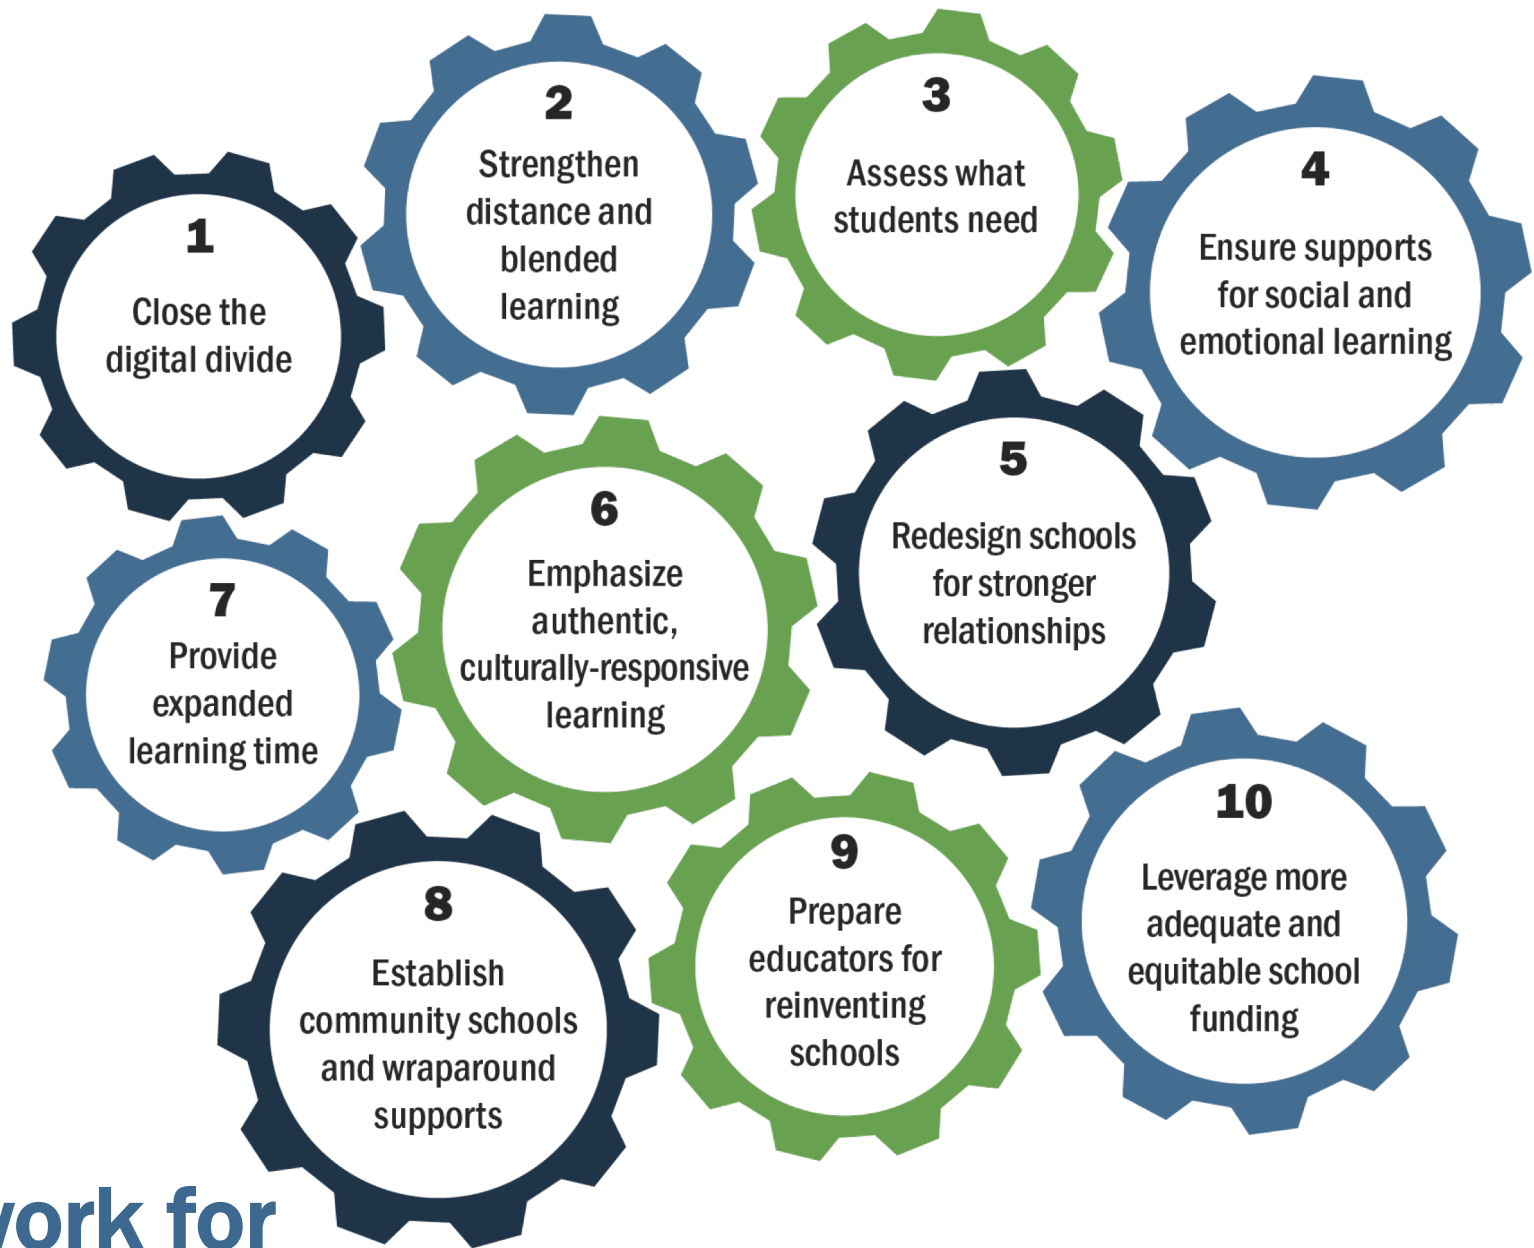 1
Close the
digital divide
2
Strengthen
distance and
blended
learning
3
Assess what
students need
4
Ensure supports
for social and
emotional learning
5
Redesign schools
for stronger
relationships
6
Emphasize
authentic,
culturally-responsive
learning
7
Provide
expanded
learning time
8
Establish
community schools
and wraparound
supports
9
Prepare
educators for
reinventing
schools
10
Leverage more
adequate and
equitable school
funding
for